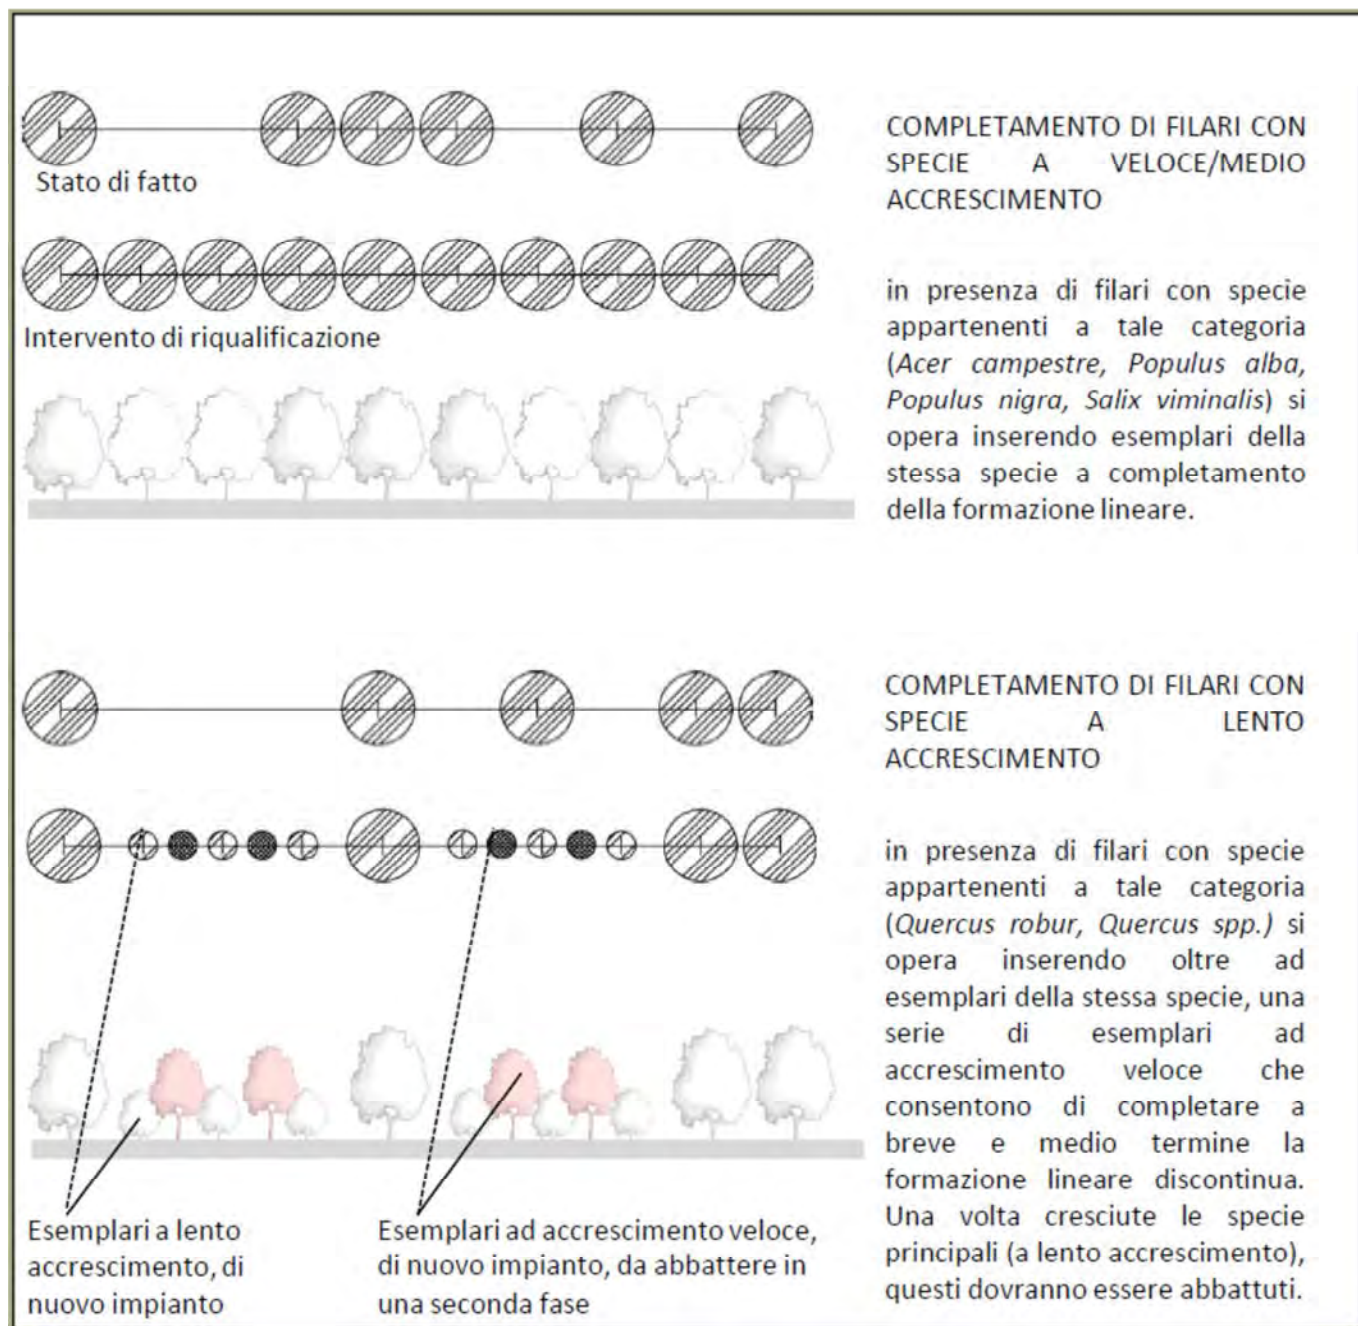 Stato di fatto
Intervento di riqualificazione
COMPLETAMENTO DI FILARI CON
SPECIE A VELOCE/MEDIO
ACCRESCIMENTO
in presenza di filari con specie
appartenenti a tale categoria
(Acer campestre, Populus alba,
Populus nigra, Salix viminalis) si
opera inserendo esemplari della
stessa specie a completamento
della formazione lineare.
COMPLETAMENTO DI FILARI CON
SPECIE A LENTO
ACCRESCIMENTO
in presenza di filari con specie
appartenenti a tale categoria
(Quercus robur, Quercus spp.) si
opera inserendo oltre ad
esemplari della stessa specie, una
serie di esemplari ad
accrescimento veloce che
consentono di completare a
breve e medio termine la
formazione lineare discontinua.
Una volta cresciute le specie
principali (a lento accrescimento),
questi dovranno essere abbattuti.
Esemplari a lento
accrescimento, di
nuovo impianto
Esemplari ad accrescimento veloce,
di nuovo impianto, da abbattere in
una seconda fase